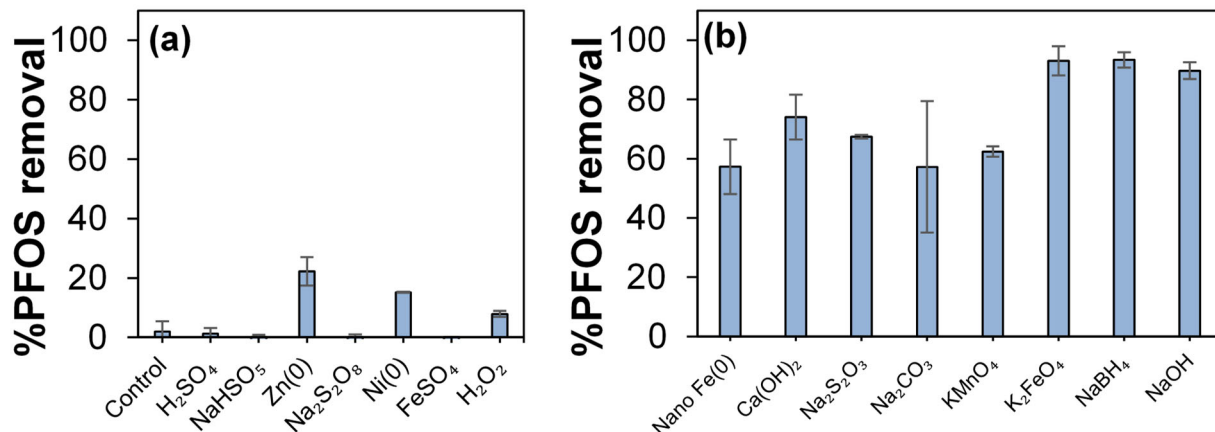 (a)
%PFOS removal
100
80
60
40
20
0
Control
H₂SO₄
NaHSO₅
Zn(0)
Na₂S₂O₈
Ni(0)
FeSO₄
H₂O₂
(b)
%PFOS removal
100
80
60
40
20
0
Nano Fe(0)
Ca(OH)₂
Na₂S₂O₃
Na₂CO₃
KMnO₄
K₂FeO₄
NaBH₄
NaOH